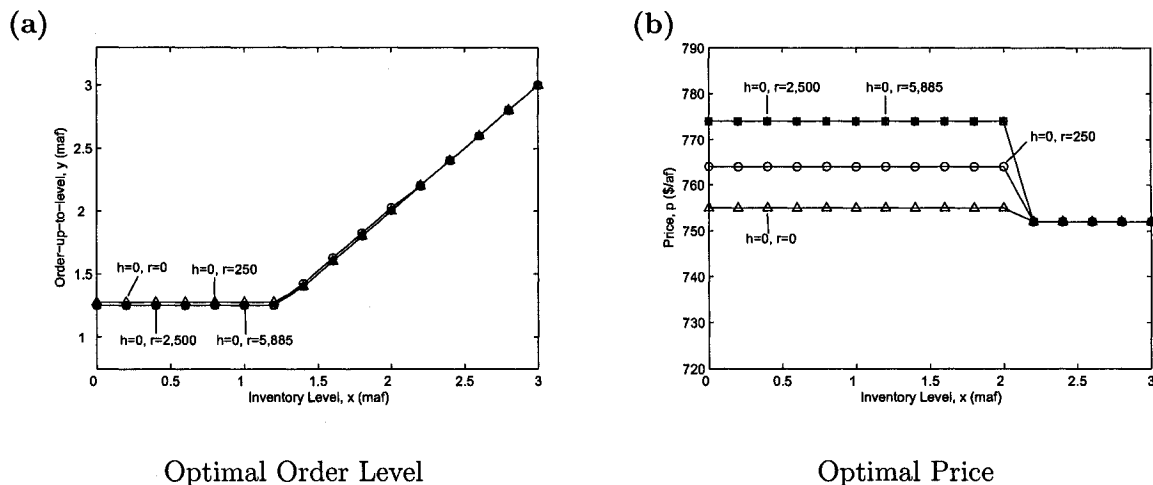 (a)
Order-up-to-level, y (maf)
3
2.5
2
1.5
1
h=0, r=0
h=0, r=250
h=0, r=2,500
h=0, r=5,885
0 0.5 1 1.5 2 2.5 3
Inventory Level, x (maf)
Optimal Order Level
(b)
Price, p ($/af)
790
780
770
760
750
740
730
720
h=0, r=2,500
h=0, r=5,885
h=0, r=250
h=0, r=0
0 0.5 1 1.5 2 2.5 3
Inventory Level, x (maf)
Optimal Price